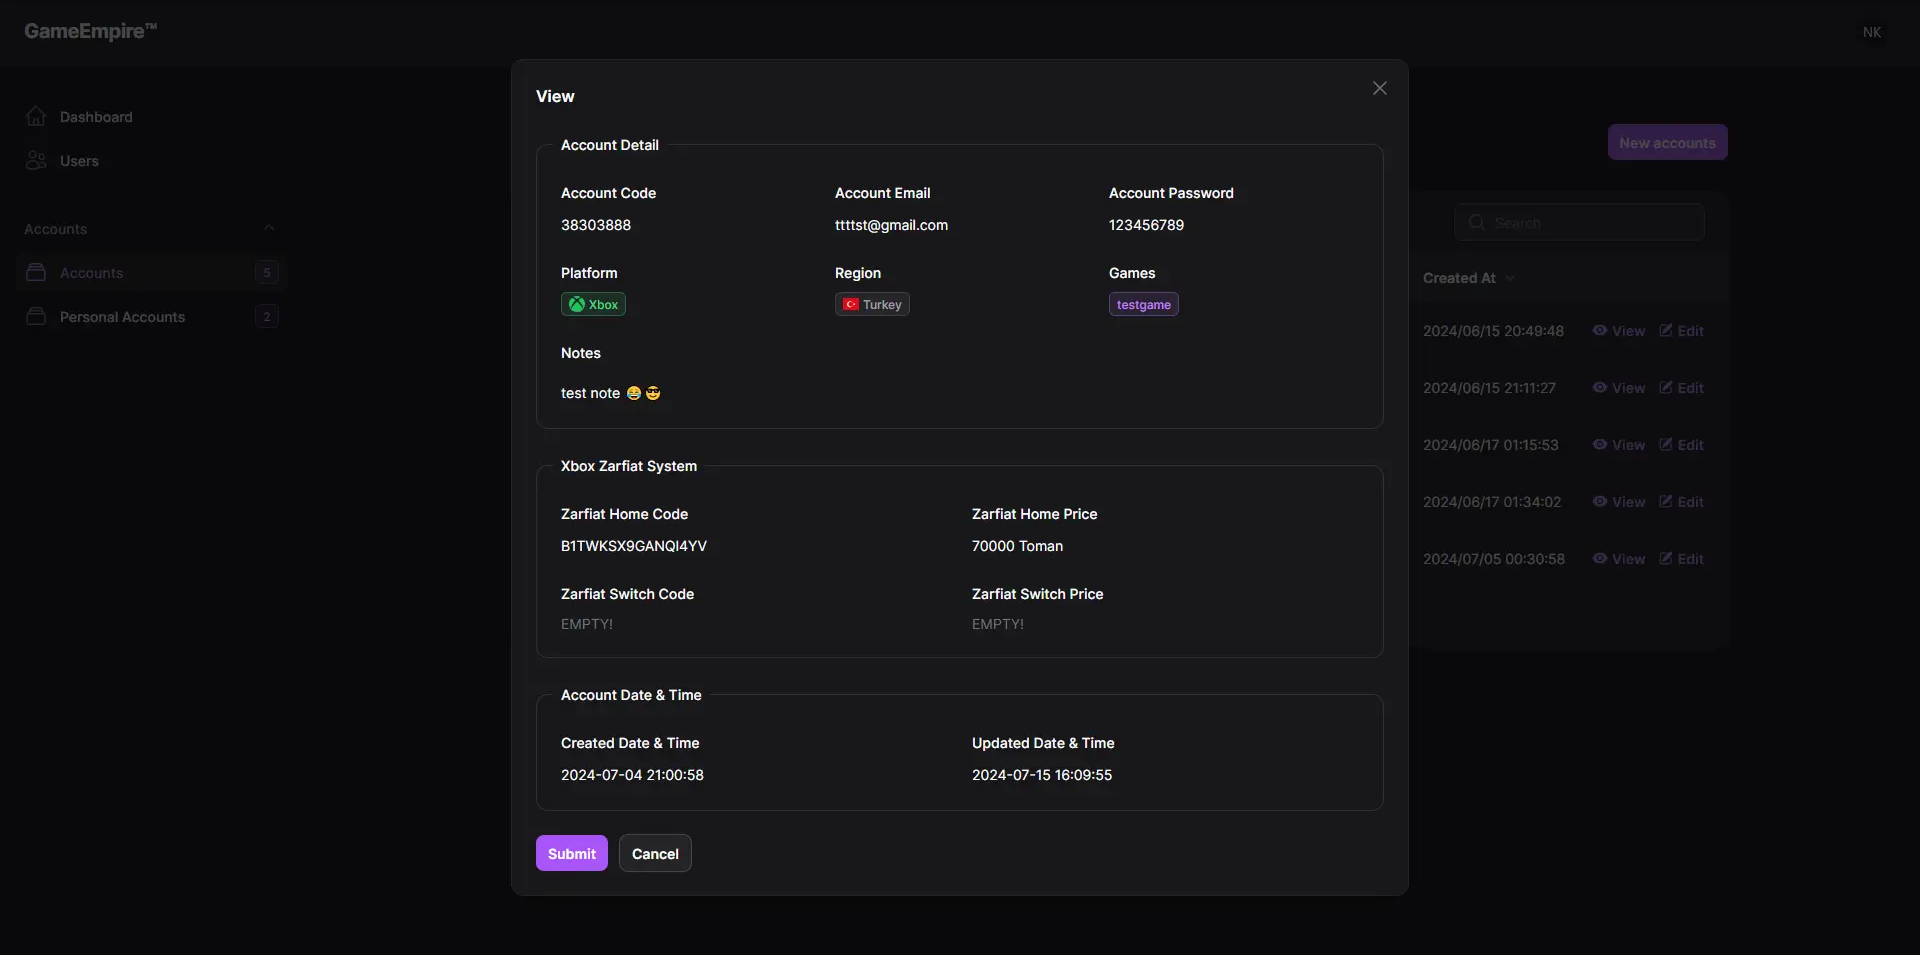 GameEmpire™
NK
Dashboard
Users
Accounts
Accounts 5
Personal Accounts 2
New accounts
Search
Created At
2024/06/15 20:49:48 View Edit
2024/06/15 21:11:27 View Edit
2024/06/17 01:15:53 View Edit
2024/06/17 01:34:02 View Edit
2024/07/05 00:30:58 View Edit
View
Account Detail
Account Code Account Email Account Password
38303888 ttttst@gmail.com 123456789
Platform Region Games
Xbox Turkey testgame
Notes
test note 😂 😎
Xbox Zarfiat System
Zarfiat Home Code Zarfiat Home Price
B1TWKSX9GANQI4YV 70000 Toman
Zarfiat Switch Code Zarfiat Switch Price
EMPTY! EMPTY!
Account Date & Time
Created Date & Time Updated Date & Time
2024-07-04 21:00:58 2024-07-15 16:09:55
Submit Cancel